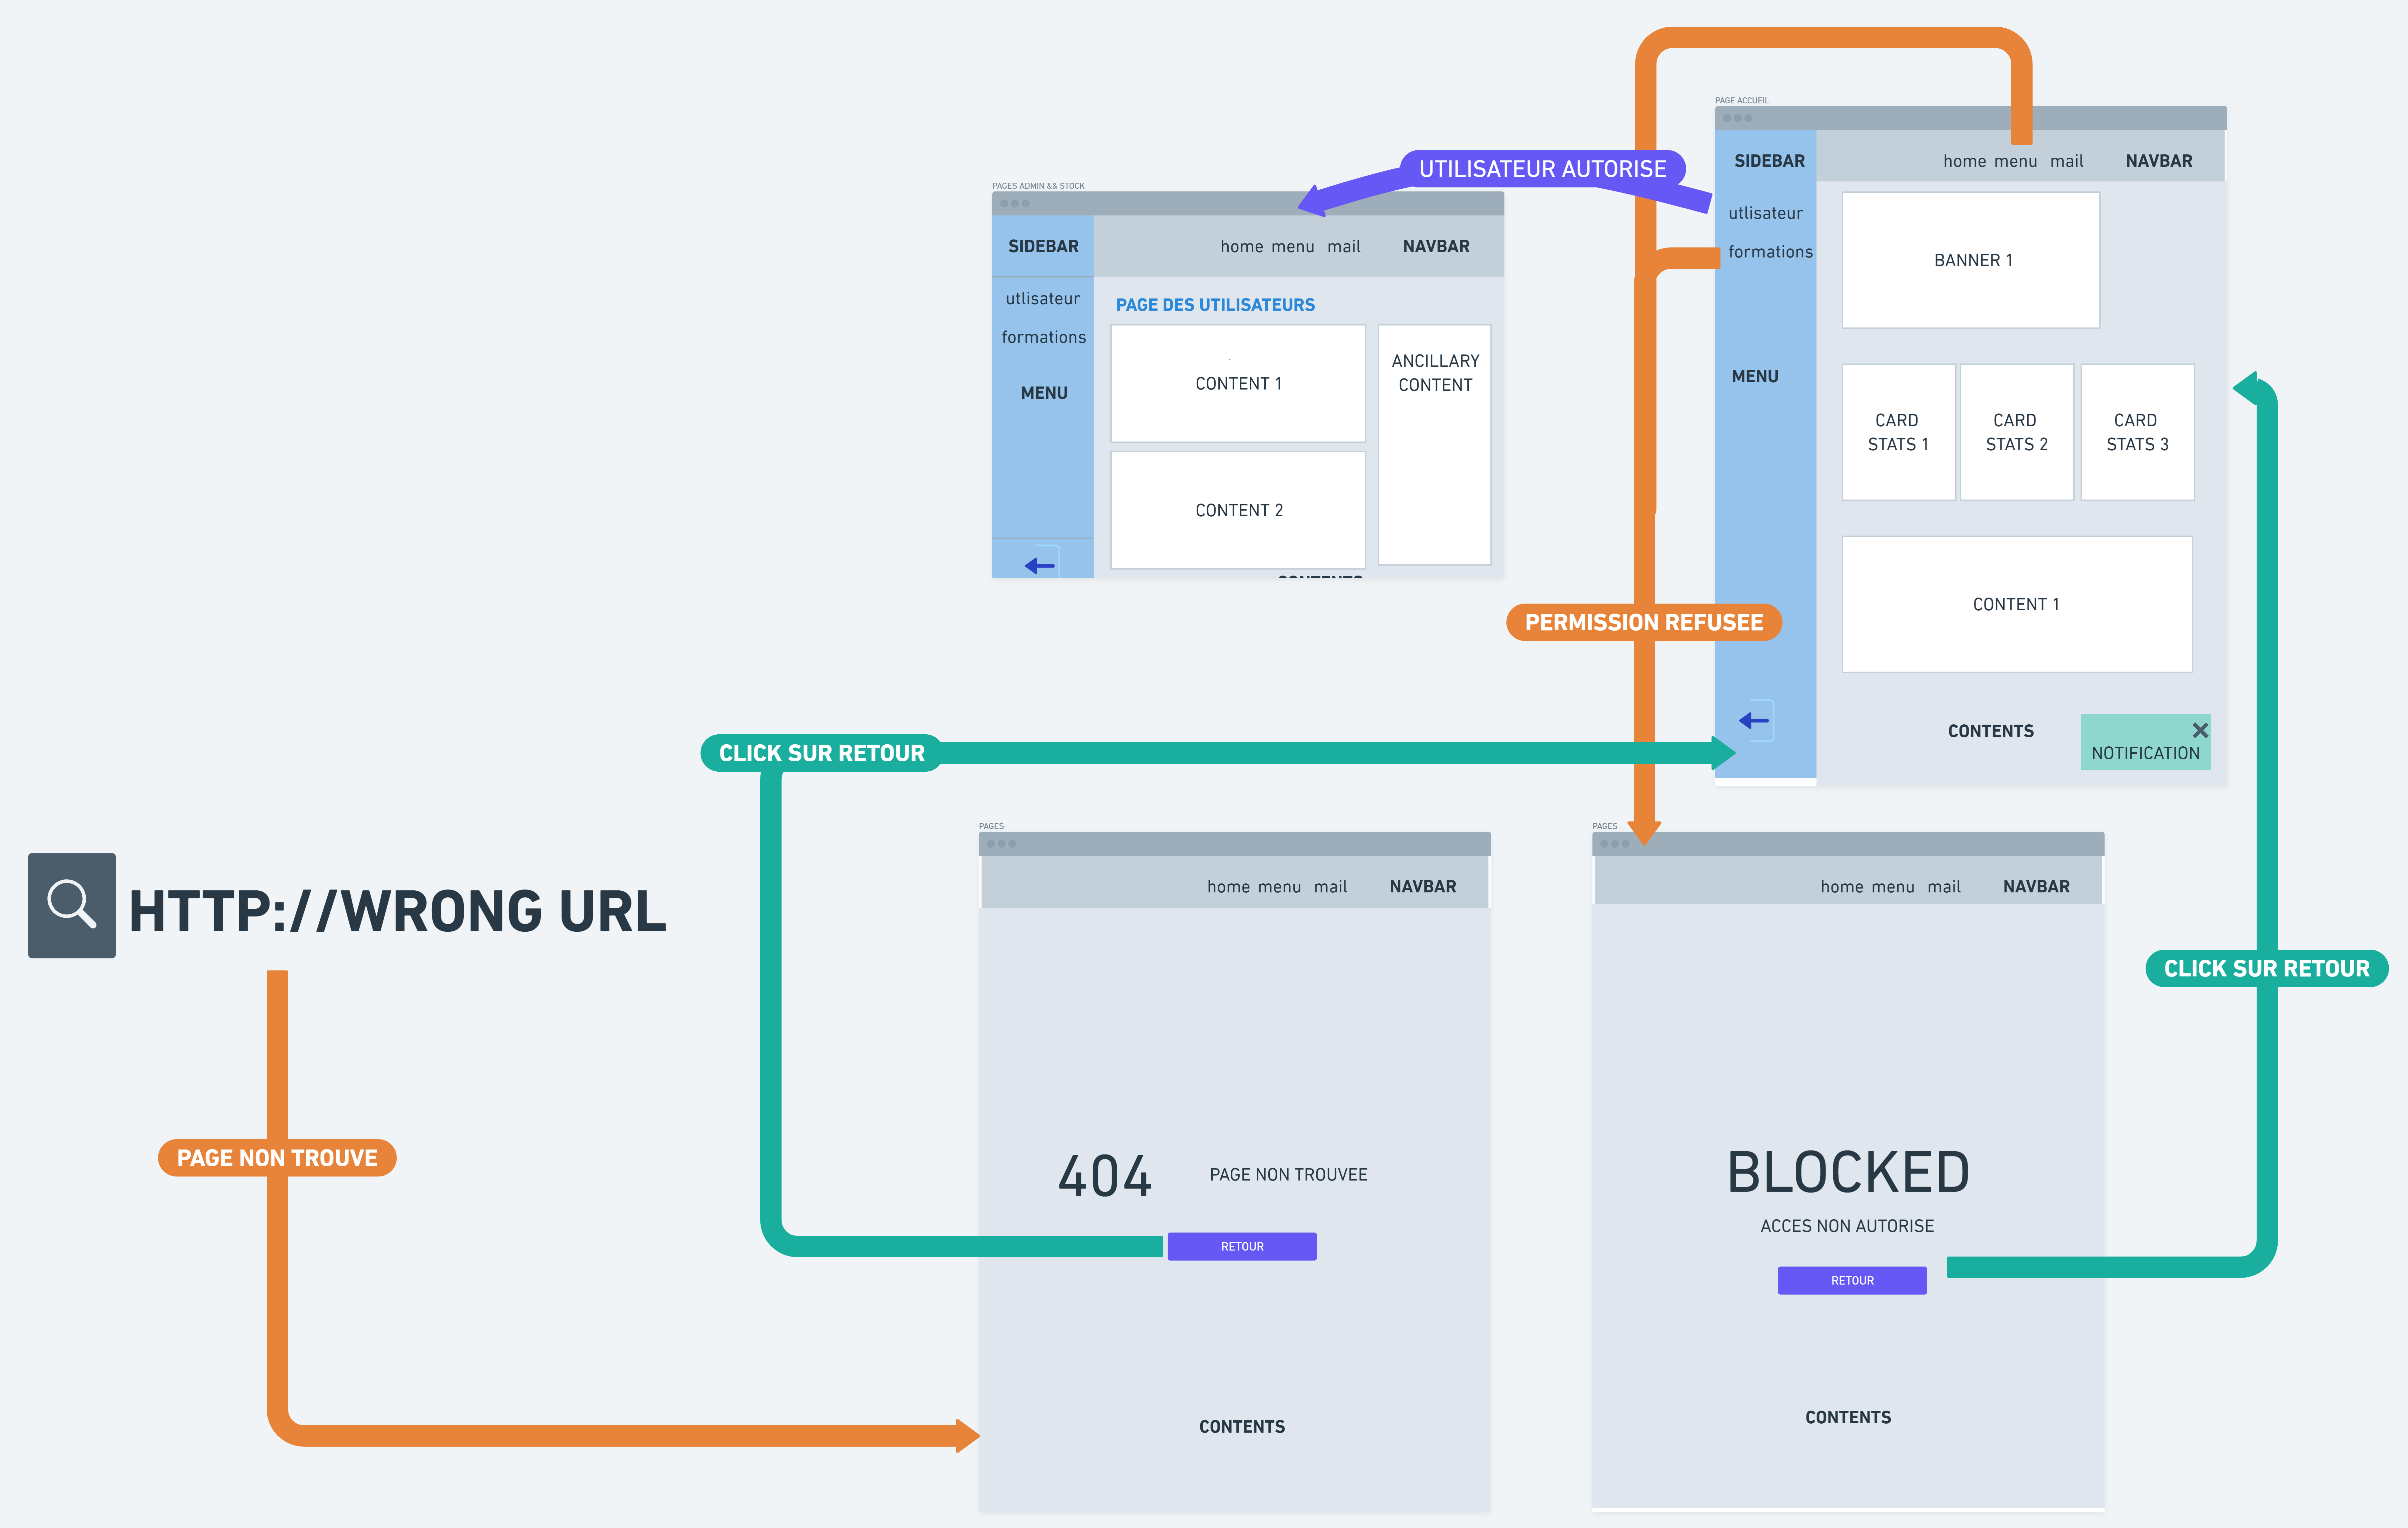 PAGE ACCUEIL
SIDEBAR
home menu mail NAVBAR
utlisateur
formations
MENU
BANNER 1
CARD
STATS 1
CARD
STATS 2
CARD
STATS 3
CONTENT 1
CONTENTS
NOTIFICATION
UTILISATEUR AUTORISE
PAGES ADMIN && STOCK
SIDEBAR
home menu mail NAVBAR
utlisateur
formations
MENU
PAGE DES UTILISATEURS
CONTENT 1
ANCILLARY
CONTENT
CONTENT 2
CONTENTS
PERMISSION REFUSEE
CLICK SUR RETOUR
HTTP://WRONG URL
PAGE NON TROUVE
PAGES
home menu mail NAVBAR
404
PAGE NON TROUVEE
RETOUR
CONTENTS
PAGES
home menu mail NAVBAR
BLOCKED
ACCES NON AUTORISE
RETOUR
CONTENTS
CLICK SUR RETOUR